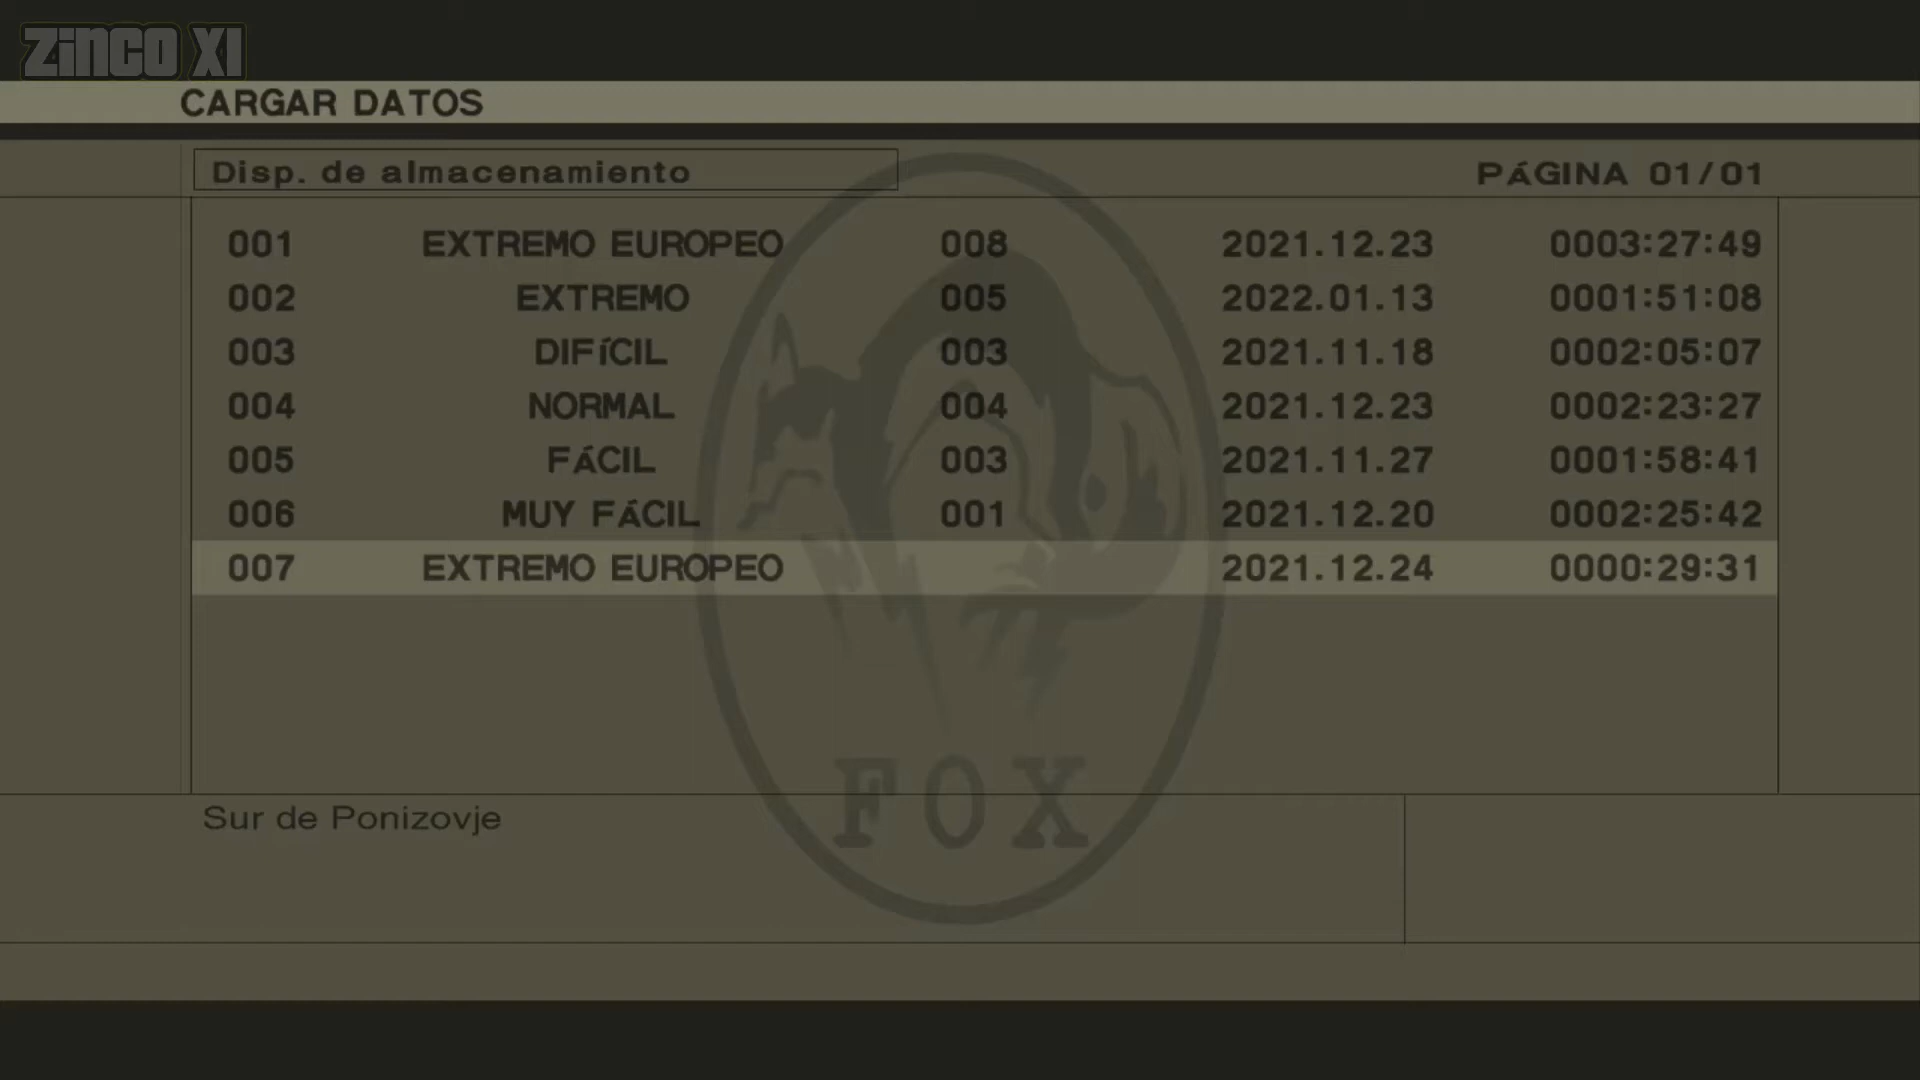 ZiNCO XI
CARGAR DATOS
Disp. de almacenamiento PÁGINA 01/01
001 EXTREMO EUROPEO 008 2021.12.23 0003:27:49
002 EXTREMO 005 2022.01.13 0001:51:08
003 DIFíCIL 003 2021.11.18 0002:05:07
004 NORMAL 004 2021.12.23 0002:23:27
005 FÁCIL 003 2021.11.27 0001:58:41
006 MUY FÁCIL 001 2021.12.20 0002:25:42
007 EXTREMO EUROPEO 2021.12.24 0000:29:31
Sur de Ponizovje
FOX